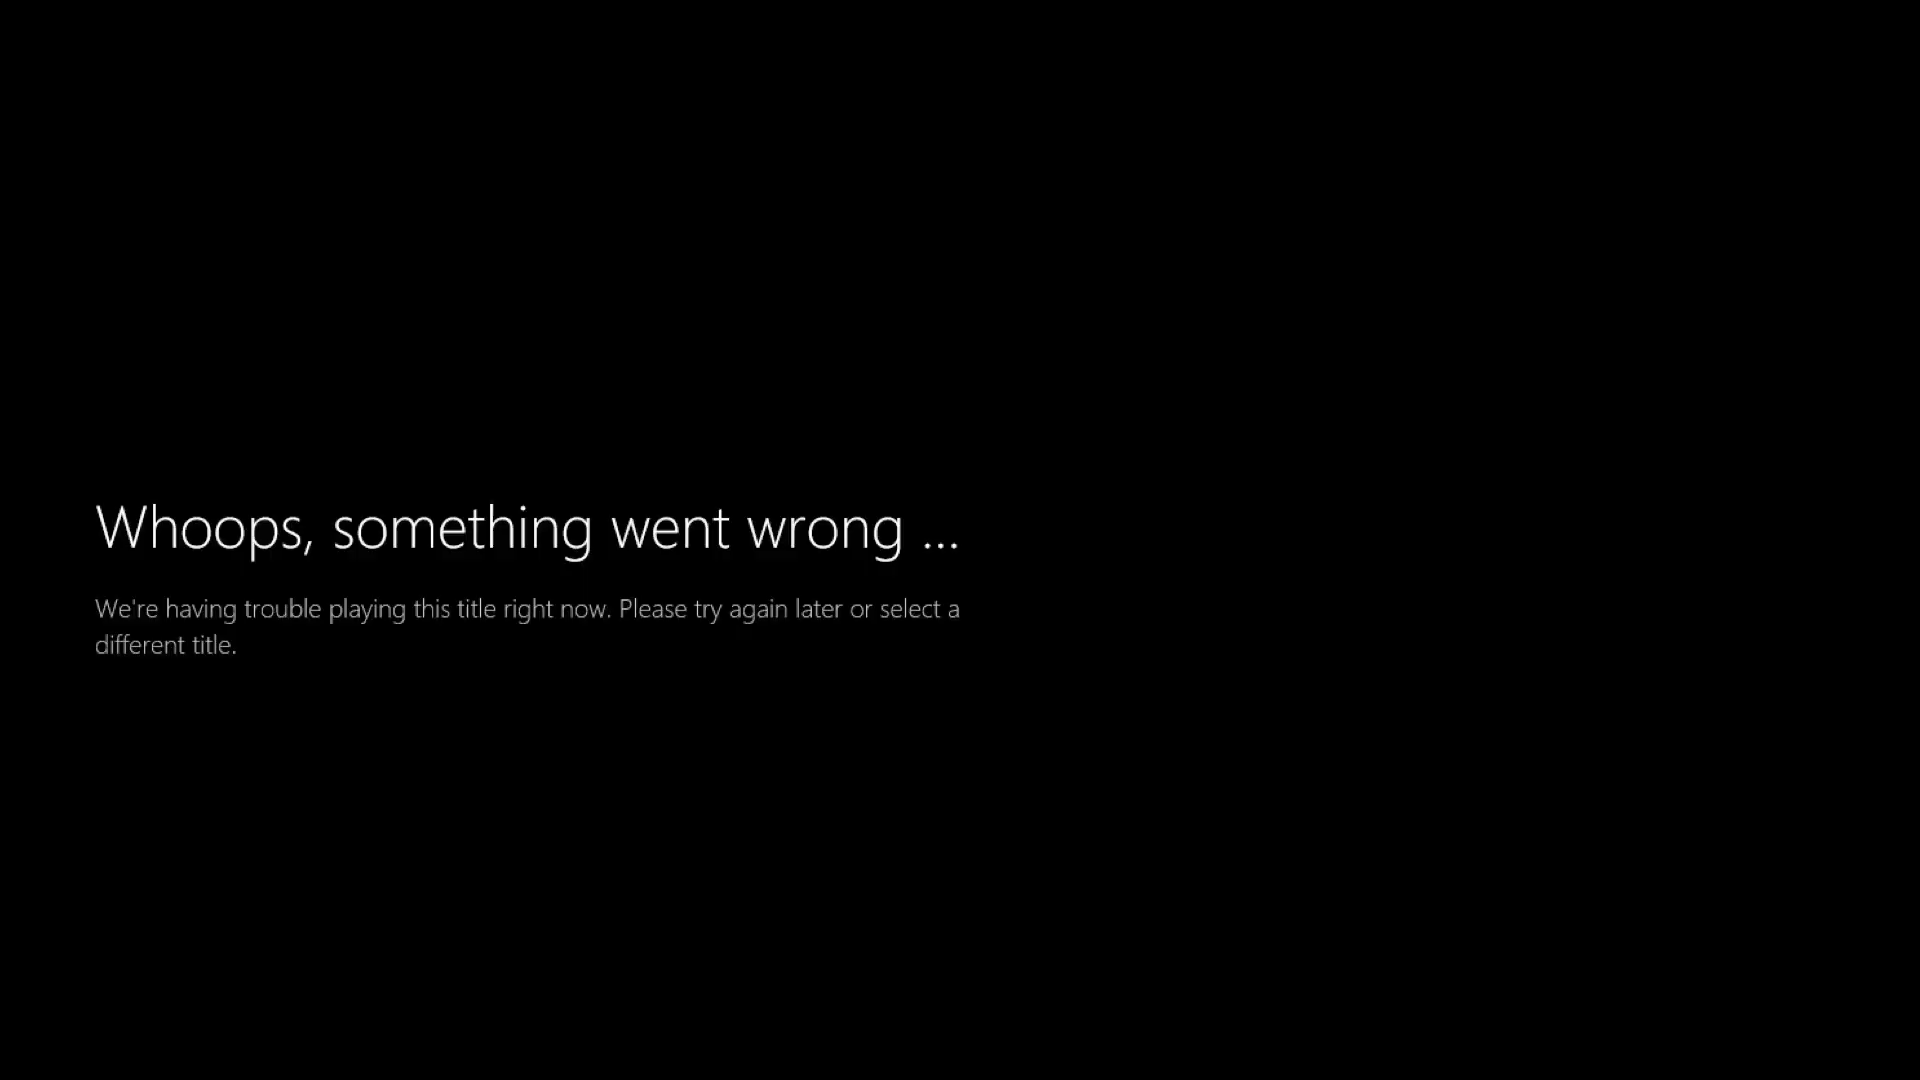 Whoops, something went wrong ...
We're having trouble playing this title right now. Please try again later or select a
different title.